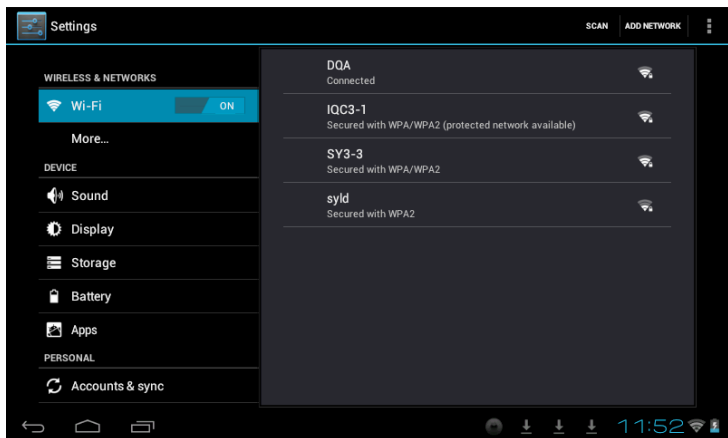 Settings
SCAN
ADD NETWORK
WIRELESS & NETWORKS
Wi-Fi
ON
More...
DEVICE
Sound
Display
Storage
Battery
Apps
PERSONAL
Accounts & sync
DQA
Connected
IQC3-1
Secured with WPA/WPA2 (protected network available)
SY3-3
Secured with WPA/WPA2
syld
Secured with WPA2
11:52